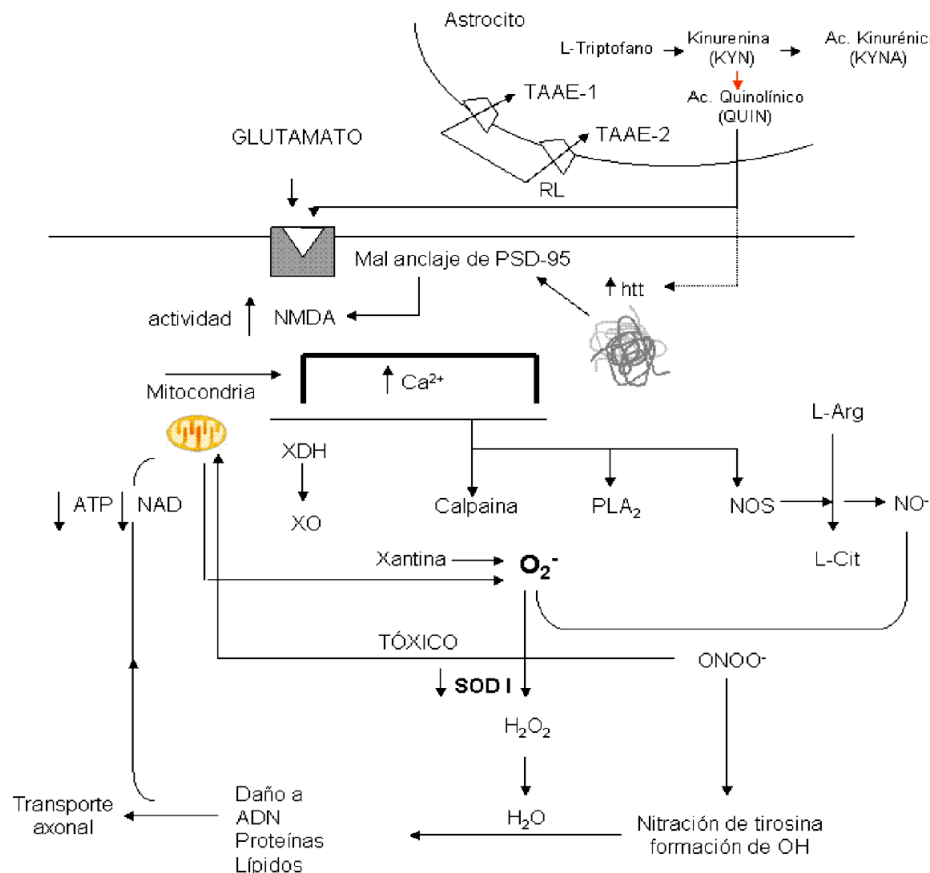 Astrocito
L-Triptofano
Kinurenina
(KYN)
Ac. Kinurénic
(KYNA)
Ac. Quinolínico
(QUIN)
TAAE-1
TAAE-2
RL
GLUTAMATO
Mal anclaje de PSD-95
htt
actividad
NMDA
Mitocondria
Ca²⁺
L-Arg
XDH
XO
Calpaina
PLA₂
NOS
NO⁻
L-Cit
ATP
NAD
Xantina
O₂⁻
TÓXICO
ONOO⁻
SOD I
H₂O₂
H₂O
Nitración de tirosina
formación de OH
Daño a
ADN
Proteínas
Lípidos
Transporte
axonal